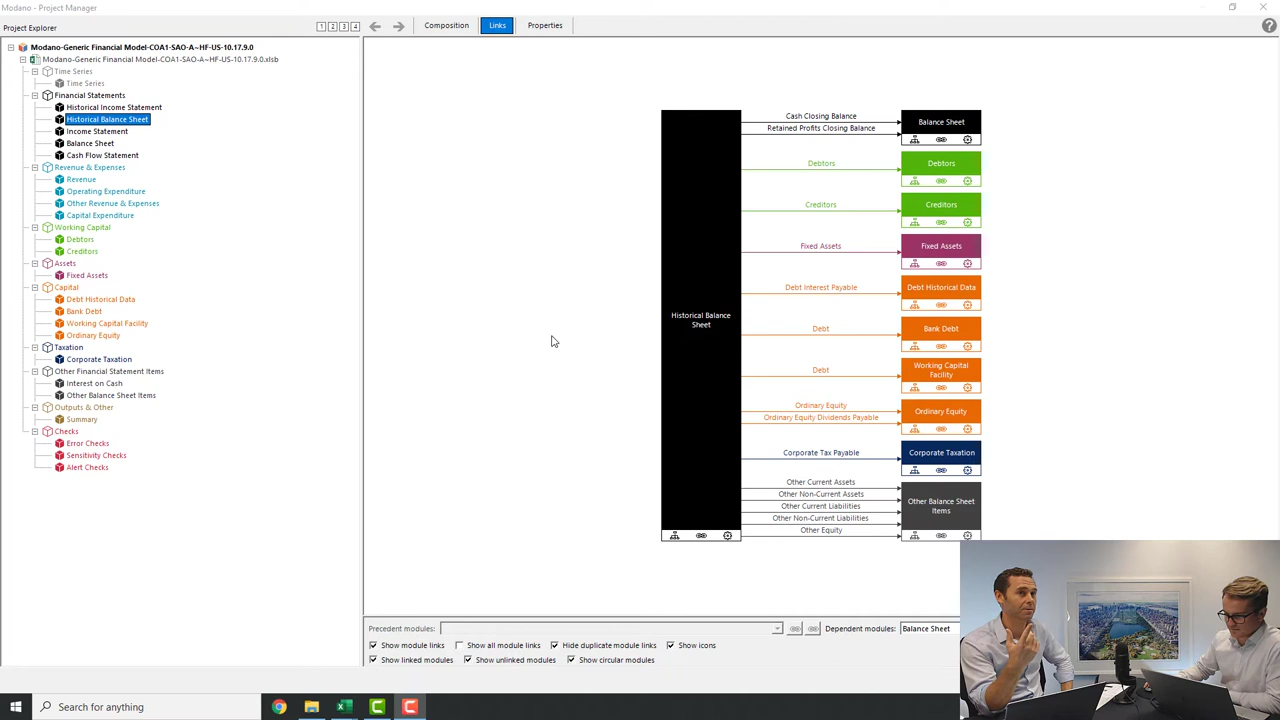 Modano - Project Manager
Project Explorer
1 2 3 4
Composition
Links
Properties
Modano-Generic Financial Model-COA1-SAO-A~HF-US-10.17.9.0
Modano-Generic Financial Model-COA1-SAO-A~HF-US-10.17.9.0.xlsb
Time Series
Time Series
Financial Statements
Historical Income Statement
Historical Balance Sheet
Income Statement
Balance Sheet
Cash Flow Statement
Revenue & Expenses
Revenue
Operating Expenditure
Other Revenue & Expenses
Capital Expenditure
Working Capital
Debtors
Creditors
Assets
Fixed Assets
Capital
Debt Historical Data
Bank Debt
Working Capital Facility
Ordinary Equity
Taxation
Corporate Taxation
Other Financial Statement Items
Interest on Cash
Other Balance Sheet Items
Outputs & Other
Summary
Checks
Error Checks
Sensitivity Checks
Alert Checks
Historical Balance
Sheet
Cash Closing Balance
Retained Profits Closing Balance
Balance Sheet
Debtors
Debtors
Creditors
Creditors
Fixed Assets
Fixed Assets
Debt Interest Payable
Debt Historical Data
Debt
Bank Debt
Debt
Working Capital
Facility
Ordinary Equity
Ordinary Equity Dividends Payable
Ordinary Equity
Corporate Tax Payable
Corporate Taxation
Other Current Assets
Other Non-Current Assets
Other Current Liabilities
Other Non-Current Liabilities
Other Equity
Other Balance Sheet
Items
Precedent modules:
Dependent modules:
Balance Sheet
Show module links
Show all module links
Hide duplicate module links
Show icons
Show linked modules
Show unlinked modules
Show circular modules
Search for anything